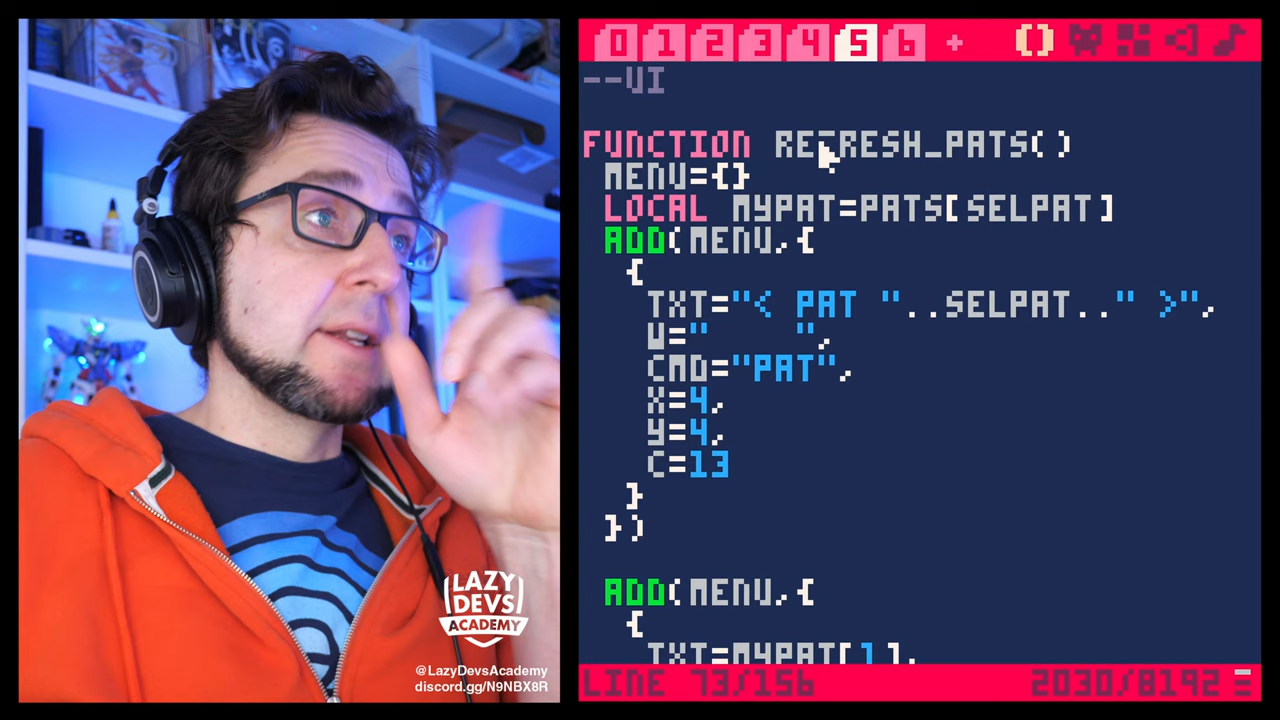 LAZY
DEVS
ACADEMY
@LazyDevsAcademy
discord.gg/N9NBX8R
0 1 2 3 4 5 6 + ()
--UI
FUNCTION REFRESH_PATS()
MENU={}
LOCAL MYPAT=PATS[SELPAT]
ADD(MENU,{
{
TXT="< PAT "..SELPAT.." >",
W="       ",
CMD="PAT",
X=4,
Y=4,
C=13
}
})
ADD(MENU,{
{
TXT=MYPAT[1],
LINE 73/156 2030/8192